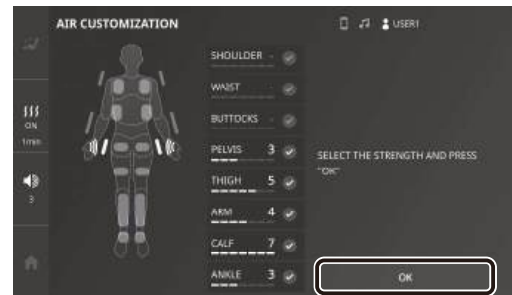 AIR CUSTOMIZATION
USER1
ON
1min
3
SHOULDER -
WAIST -
BUTTOCKS -
PELVIS 3
THIGH 5
ARM 4
CALF 7
ANKLE 3
SELECT THE STRENGTH AND PRESS
"OK"
OK